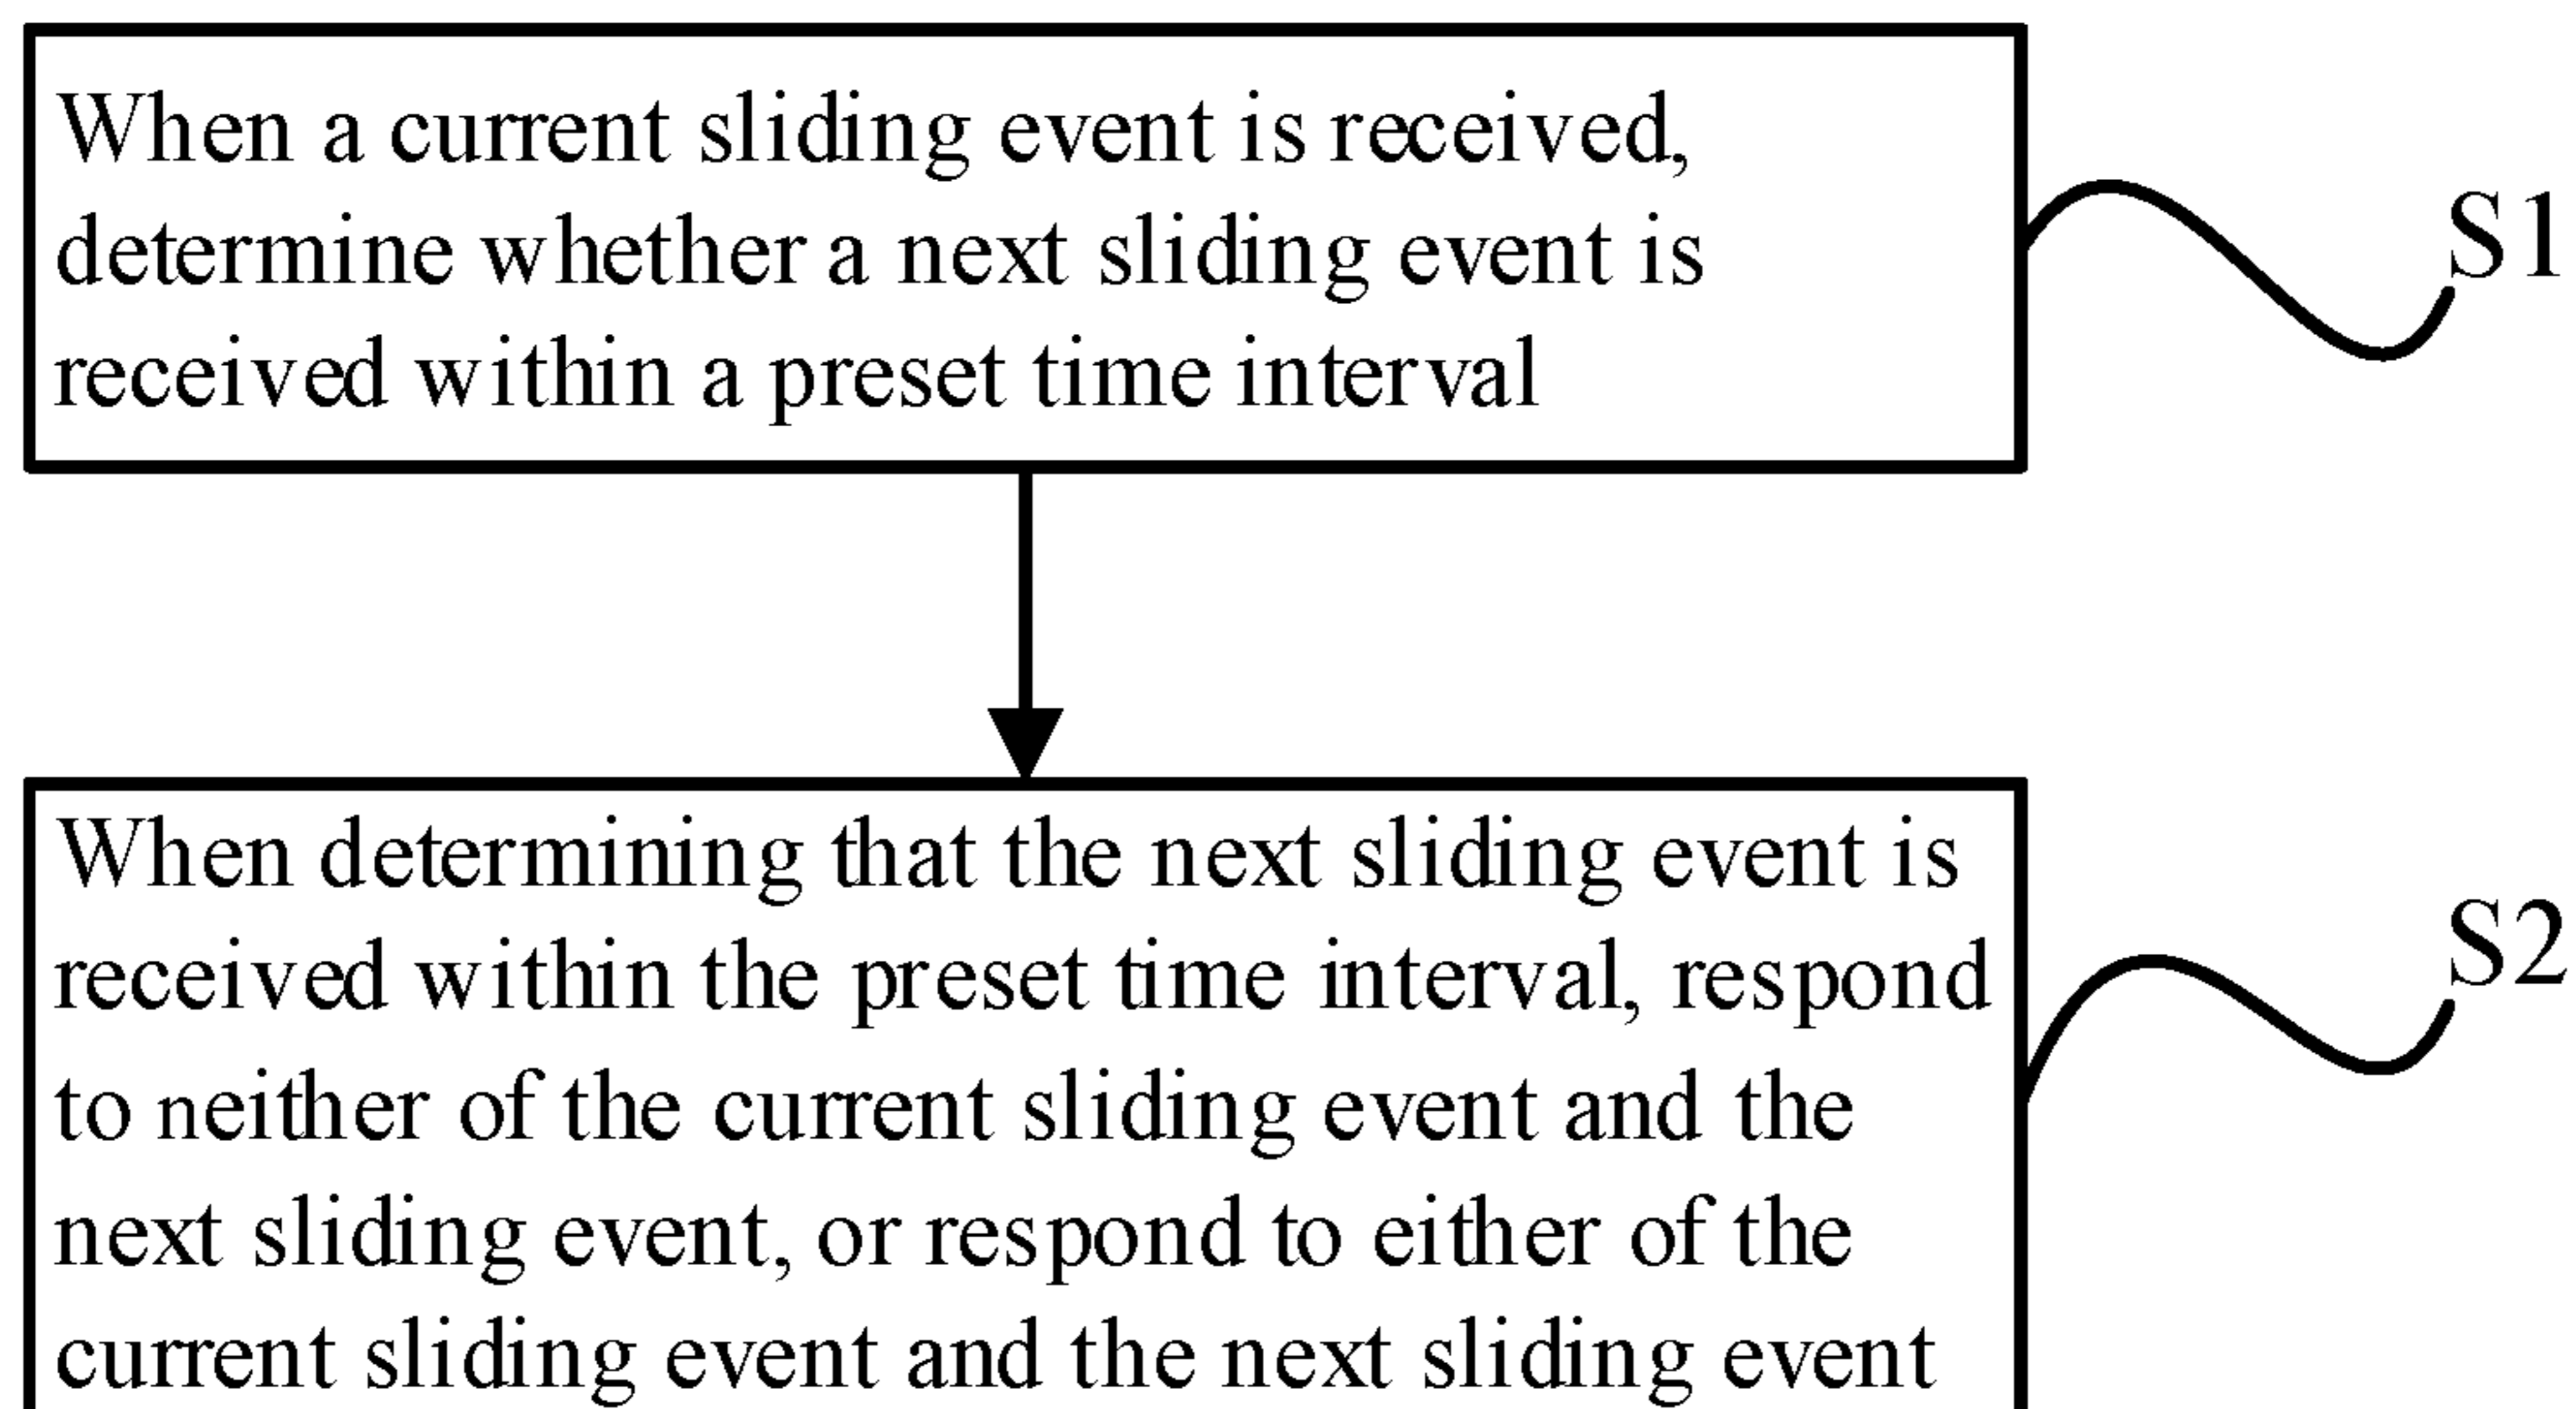 When a current sliding event is received,
determine whether a next sliding event is
received within a preset time interval
S1
When determining that the next sliding event is
received within the preset time interval, respond
to neither of the current sliding event and the
next sliding event, or respond to either of the
current sliding event and the next sliding event
S2